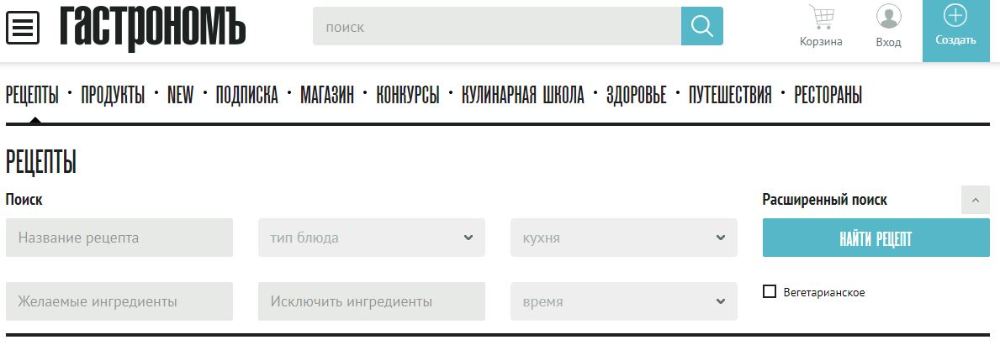 гастрономъ
поиск
Корзина
Вход
Создать
РЕЦЕПТЫ • ПРОДУКТЫ • NEW • ПОДПИСКА • МАГАЗИН • КОНКУРСЫ • КУЛИНАРНАЯ ШКОЛА • ЗДОРОВЬЕ • ПУТЕШЕСТВИЯ • РЕСТОРАНЫ
РЕЦЕПТЫ
Поиск
Расширенный поиск
Название рецепта
тип блюда
кухня
НАЙТИ РЕЦЕПТ
Желаемые ингредиенты
Исключить ингредиенты
время
Вегетарианское